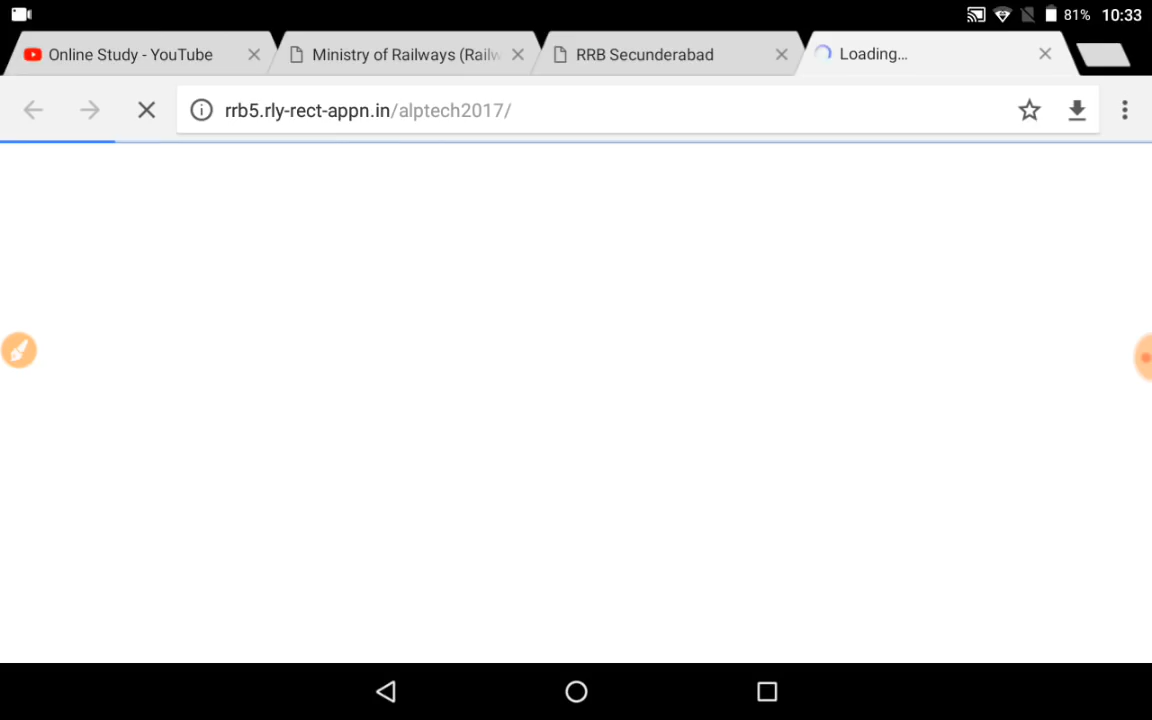 81% 10:33
Online Study - YouTube
Ministry of Railways (Railw
RRB Secunderabad
Loading...
rrb5.rly-rect-appn.in/alptech2017/